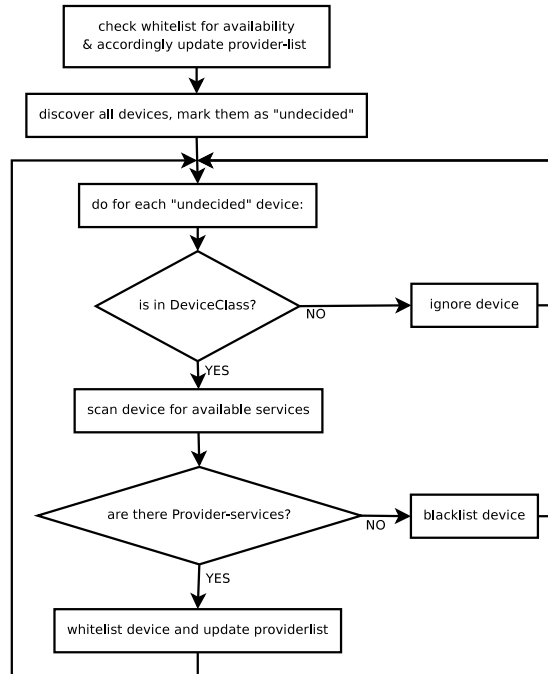 check whitelist for availability
& accordingly update provider-list
discover all devices, mark them as "undecided"
do for each "undecided" device:
is in DeviceClass?
NO
ignore device
YES
scan device for available services
are there Provider-services?
NO
blacklist device
YES
whitelist device and update providerlist